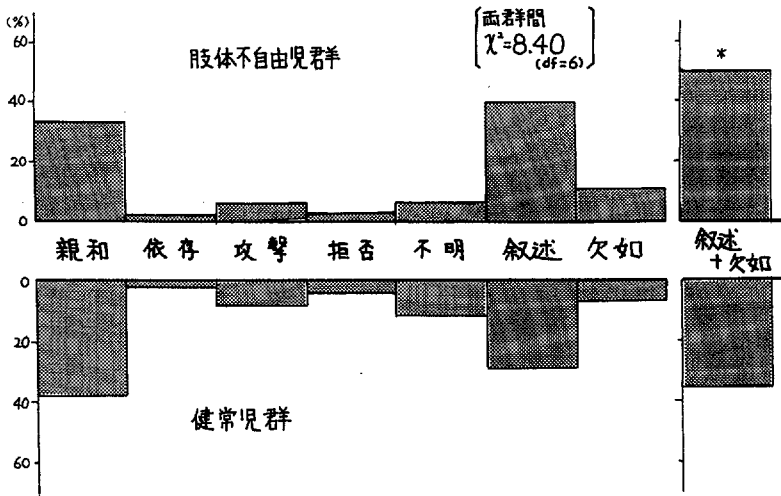 (%)
60
40
20
0
肢体不自由児群
両群間
χ²=8.40
(df=6)
*
親和 依存 攻撃 拒否 不明 叙述 欠如
叙述
+欠如
0
20
40
60
健常児群